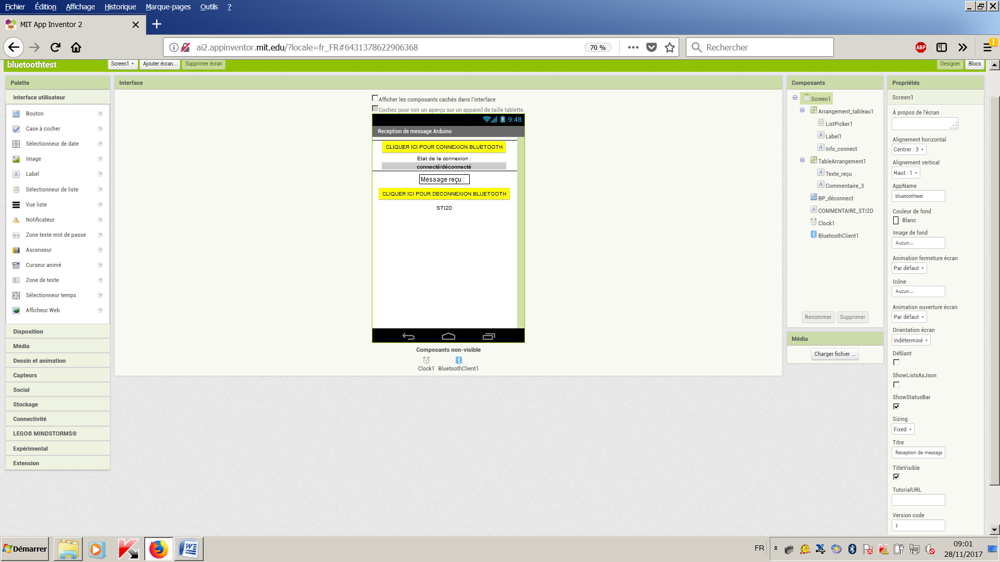 Fichier Édition Affichage Historique Marque-pages Outils ?
MIT App Inventor 2
ai2.appinventor.mit.edu/?locale=fr_FR#6431378622906368
70 %
Rechercher
ABP
bluetoothtest
Screen1
Ajouter écran...
Supprimer écran
Designer
Blocs
Palette
Interface utilisateur
Bouton
Case à cocher
Sélectionneur de date
Image
Label
Sélectionneur de liste
Vue liste
Notificateur
Zone texte mot de passe
Ascenseur
Curseur animé
Zone de texte
Sélectionneur temps
Afficheur Web
Disposition
Média
Dessin et animation
Capteurs
Social
Stockage
Connectivité
LEGO® MINDSTORMS®
Expérimental
Extension
Interface
Afficher les composants cachés dans l'interface
Cochez pour voir un aperçu sur un appareil de taille tablette.
9:48
Reception de message Arduino
CLIQUER ICI POUR CONNEXION BLUETOOTH
Etat de la connexion :
connecté/déconnecté
Message reçu :
CLIQUER ICI POUR DECONNEXION BLUETOOTH
STI2D
Composants non-visible
Clock1
BluetoothClient1
Composants
Screen1
Arrangement_tableau1
ListPicker1
Label1
Info_connect
TableArrangement1
Texte_reçu
Commentaire_3
BP_déconnect
COMMENTAIRE_STI2D
Clock1
BluetoothClient1
Renommer
Supprimer
Média
Charger fichier ...
Propriétés
Screen1
À propos de l'écran
Alignement horizontal
Centrer : 3
Alignement vertical
Haut : 1
AppName
bluetoothtest
Couleur de fond
Blanc
Image de fond
Aucun...
Animation fermeture écran
Par défaut
Icône
Aucun...
Animation ouverture écran
Par défaut
Orientation écran
Indéterminé
Défilant
ShowListsAsJson
ShowStatusBar
Sizing
Fixed
Titre
Reception de message
TitleVisible
TutorialURL
Version code
1
Démarrer
FR
09:01
28/11/2017